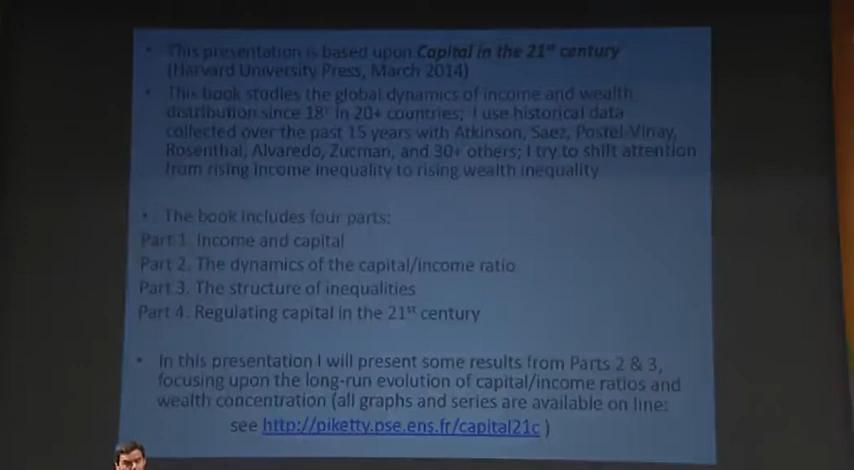 • This presentation is based upon Capital in the 21st century
(Harvard University Press, March 2014)
• This book studies the global dynamics of income and wealth
distribution since 18c in 20+ countries; I use historical data
collected over the past 15 years with Atkinson, Saez, Postel-Vinay,
Rosenthal, Alvaredo, Zucman, and 30+ others; I try to shift attention
from rising income inequality to rising wealth inequality
• The book includes four parts:
Part 1. Income and capital
Part 2. The dynamics of the capital/income ratio
Part 3. The structure of inequalities
Part 4. Regulating capital in the 21st century
• In this presentation I will present some results from Parts 2 & 3,
focusing upon the long-run evolution of capital/income ratios and
wealth concentration (all graphs and series are available on line:
see http://piketty.pse.ens.fr/capital21c )